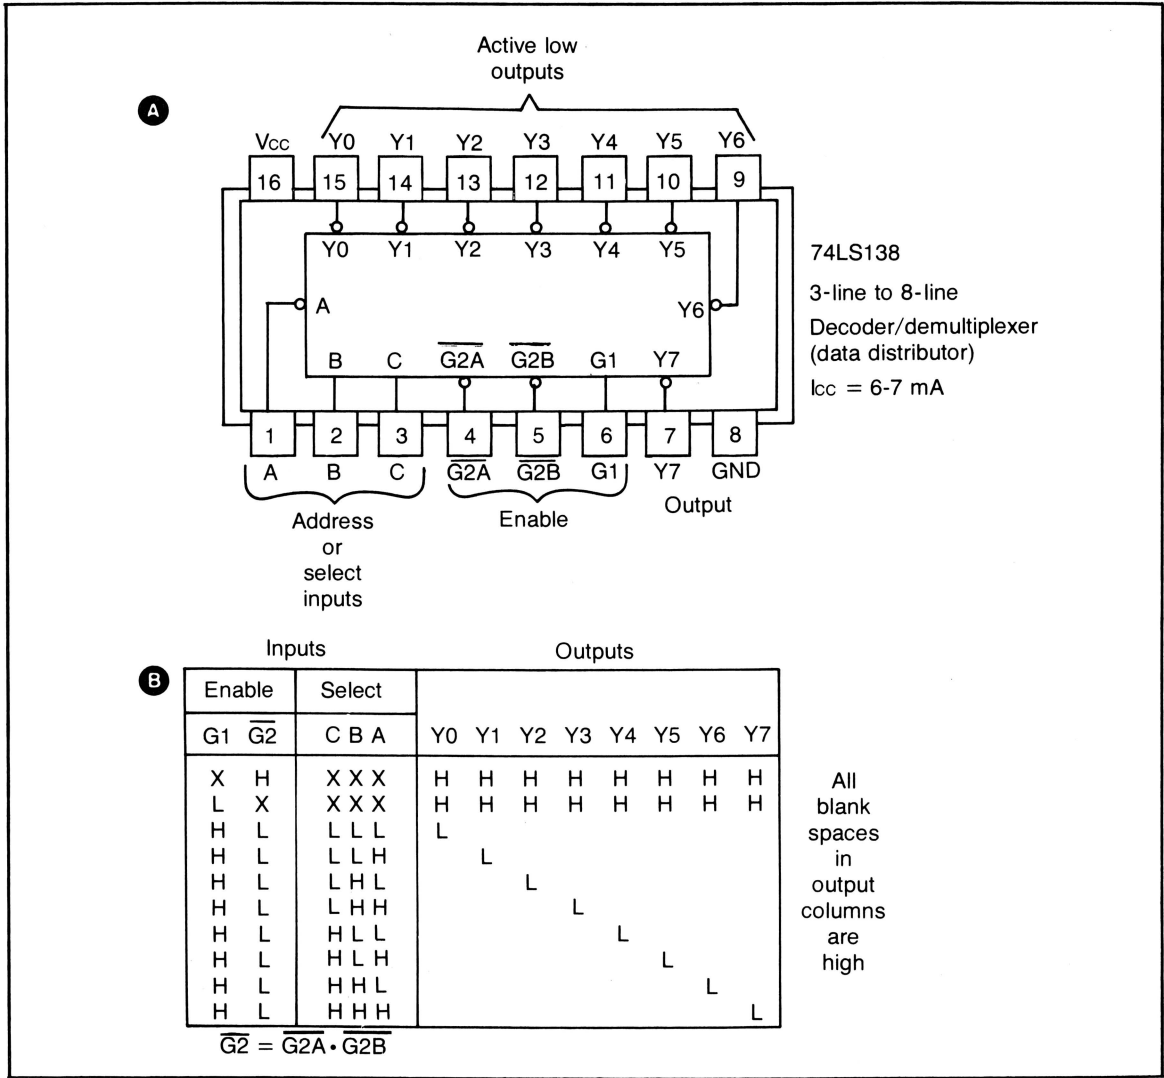 Active low
outputs
A
Vcc Y0 Y1 Y2 Y3 Y4 Y5 Y6
16 15 14 13 12 11 10 9
Y0 Y1 Y2 Y3 Y4 Y5
A
Y6
B C G2A G2B G1 Y7
1 2 3 4 5 6 7 8
A B C G2A G2B G1 Y7 GND
Address
or
select
inputs
Enable
Output
74LS138
3-line to 8-line
Decoder/demultiplexer
(data distributor)
Icc = 6-7 mA
B
Inputs Outputs
Enable Select
G1 G2 C B A Y0 Y1 Y2 Y3 Y4 Y5 Y6 Y7
X H X X X H H H H H H H H
L X X X X H H H H H H H H
H L L L L L
H L L L H L
H L L H L L
H L L H H L
H L H L L L
H L H L H L
H L H H L L
H L H H H L
G2 = G2A • G2B
All
blank
spaces
in
output
columns
are
high